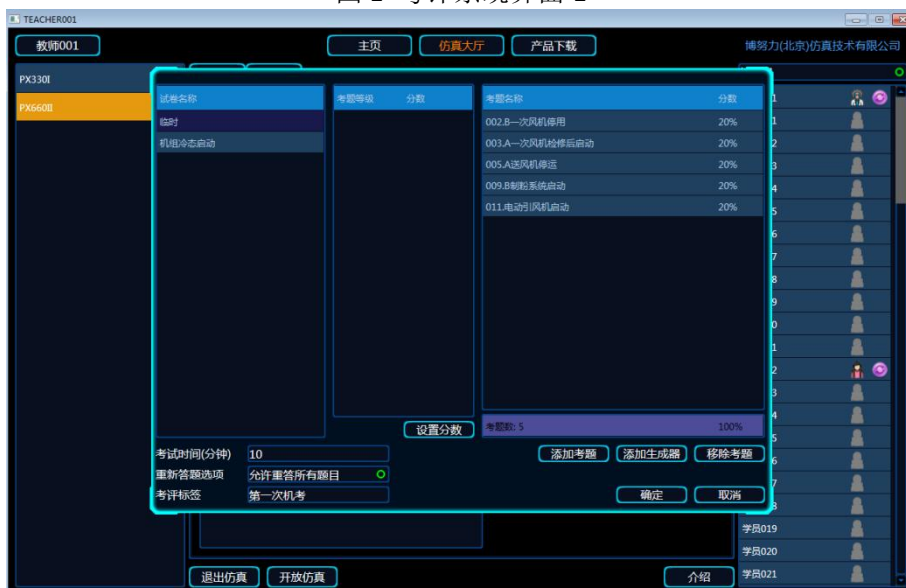 TEACHER001
教师001
主页
仿真大厅
产品下载
博努力(北京)仿真技术有限公司
PX330I
PX660II
试卷名称
临时
机组冷态启动
考题等级 分数
设置分数
考题名称 分数
002.B一次风机停用 20%
003.A一次风机检修后启动 20%
005.A送风机停运 20%
009.B制粉系统启动 20%
011.电动引风机启动 20%
考题数: 5 100%
考试时间(分钟) 10
重新答题选项 允许重答所有题目
考评标签 第一次机考
添加考题
添加生成器
移除考题
确定
取消
学员019
学员020
学员021
退出仿真
开放仿真
介绍